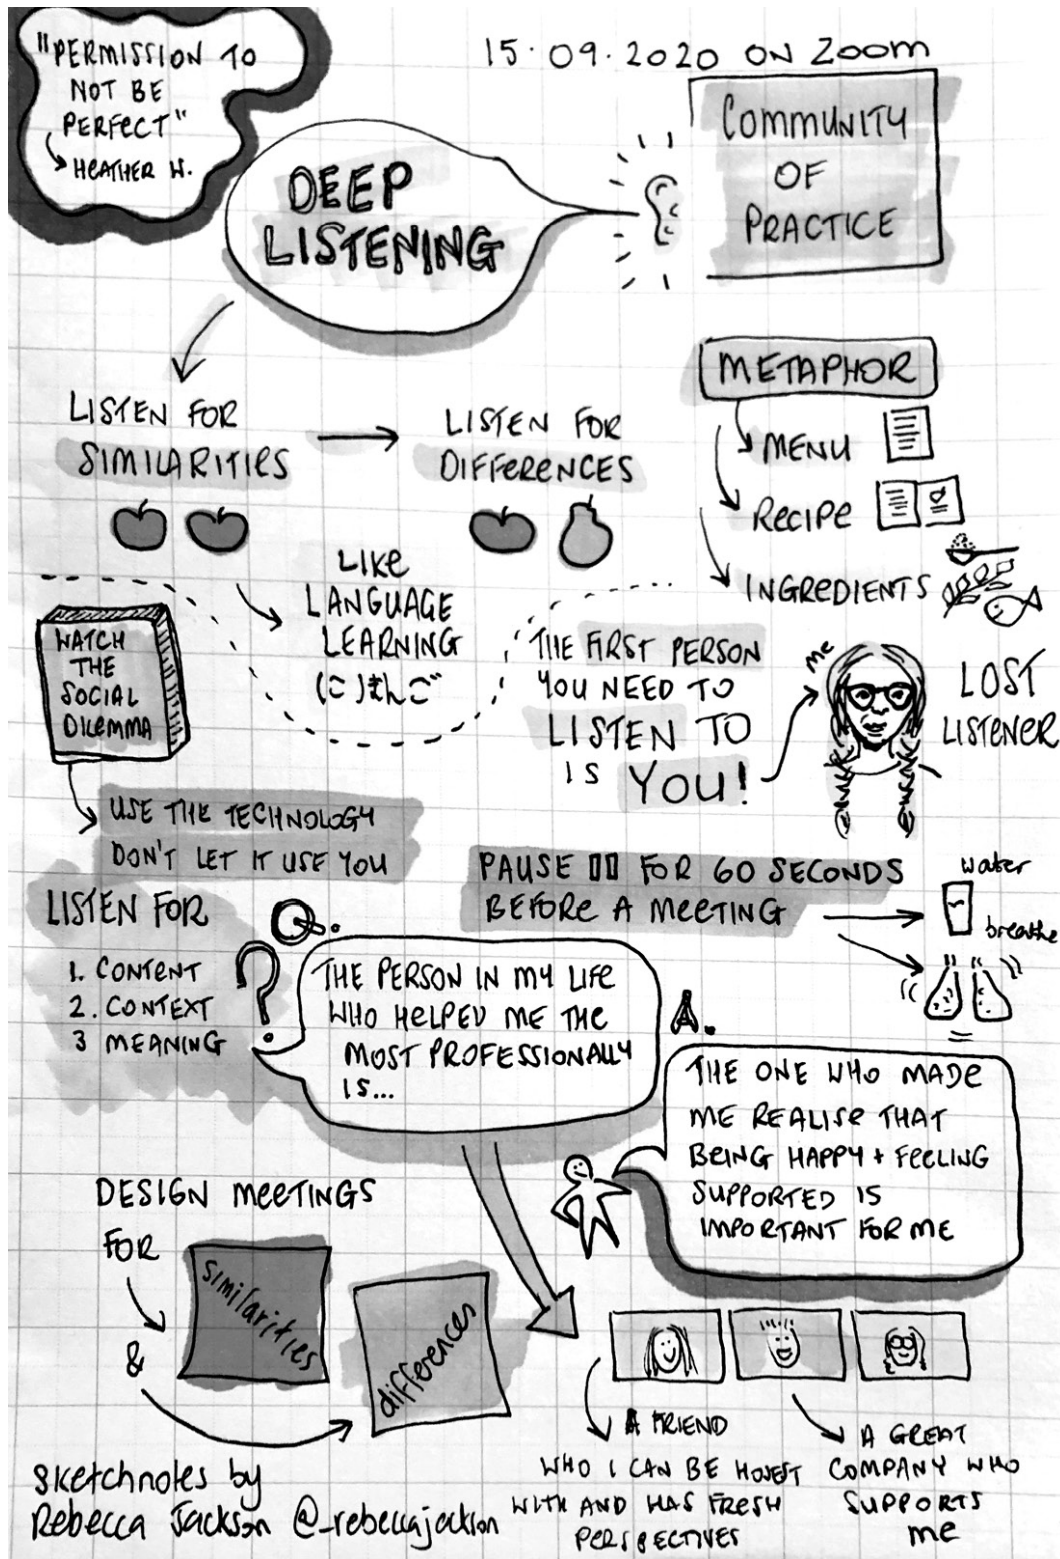 "PERMISSION TO
NOT BE
PERFECT"
HEATHER W.
15.09.2020 ON ZOOM
COMMUNITY
OF
PRACTICE
DEEP
LISTENING
LISTEN FOR
SIMILARITIES
LISTEN FOR
DIFFERENCES
METAPHOR
MENU
RECIPE
INGREDIENTS
LIKE
LANGUAGE
LEARNING
にほんご
WATCH
THE
SOCIAL
DILEMMA
USE THE TECHNOLOGY
DON'T LET IT USE YOU
THE FIRST PERSON
YOU NEED TO
LISTEN TO
IS YOU!
me
LOST
LISTENER
PAUSE FOR 60 SECONDS
BEFORE A MEETING
water
breathe
LISTEN FOR
1. CONTENT
2. CONTEXT
3 MEANING
Q.
?
THE PERSON IN MY LIFE
WHO HELPED ME THE
MOST PROFESSIONALLY
IS...
A.
THE ONE WHO MADE
ME REALISE THAT
BEING HAPPY + FEELING
SUPPORTED IS
IMPORTANT FOR ME
DESIGN MEETINGS
FOR
similarities
&
differences
A FRIEND
WHO I CAN BE HONEST
WITH AND HAS FRESH
PERSPECTIVES
A GREAT
COMPANY WHO
SUPPORTS
me
sketchnotes by
Rebecca Jackson @_rebeccajackson